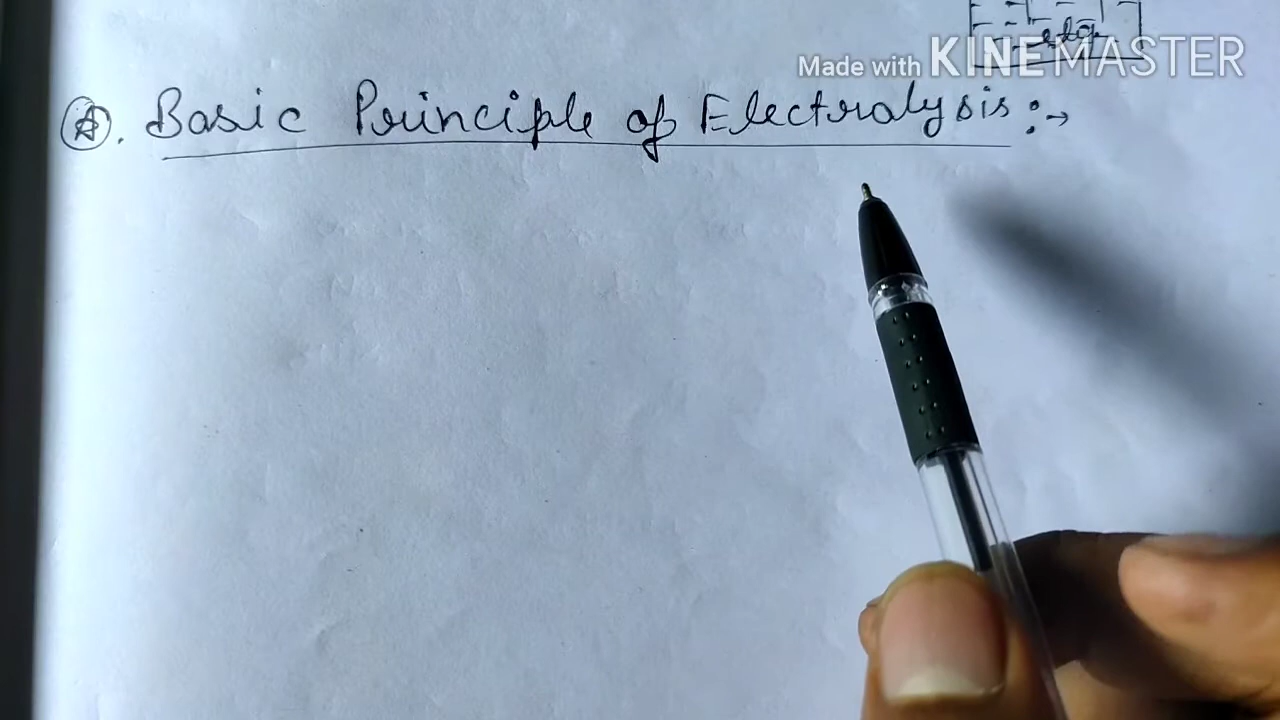 Made with KINEMASTER
Ⓐ. Basic Principle of Electrolysis :→